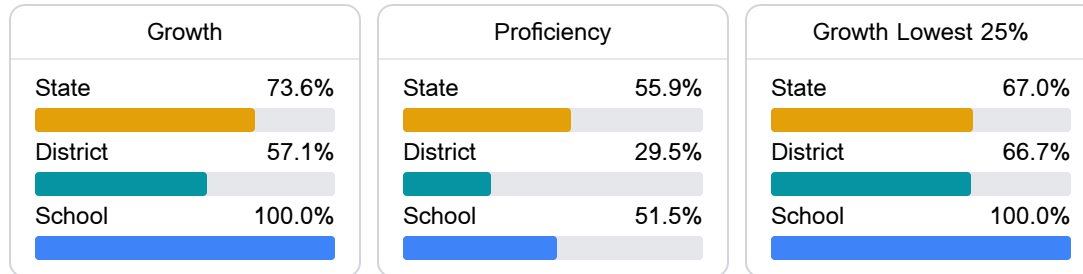 Growth
State 73.6%
District 57.1%
School 100.0%
Proficiency
State 55.9%
District 29.5%
School 51.5%
Growth Lowest 25%
State 67.0%
District 66.7%
School 100.0%